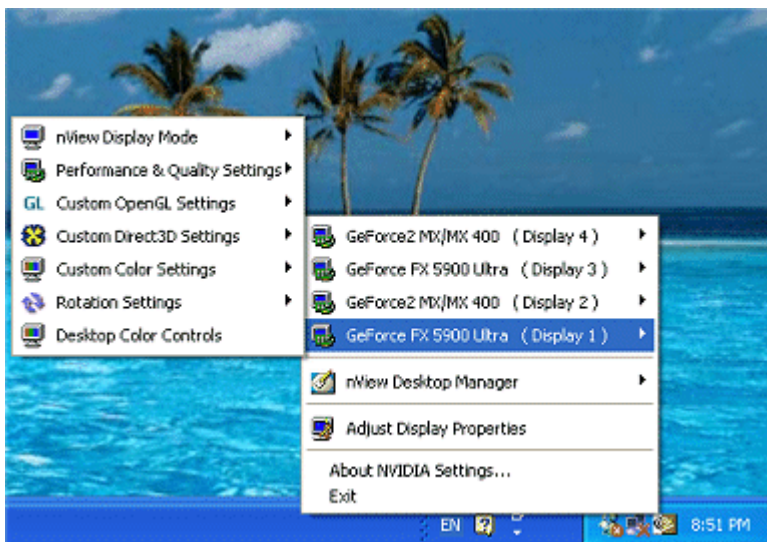 nView Display Mode
Performance & Quality Settings
GL Custom OpenGL Settings
Custom Direct3D Settings
Custom Color Settings
Rotation Settings
Desktop Color Controls
GeForce2 MX/MX 400 ( Display 4 )
GeForce FX 5900 Ultra ( Display 3 )
GeForce2 MX/MX 400 ( Display 2 )
GeForce FX 5900 Ultra ( Display 1 )
nView Desktop Manager
Adjust Display Properties
About NVIDIA Settings...
Exit
EN 8:51 PM